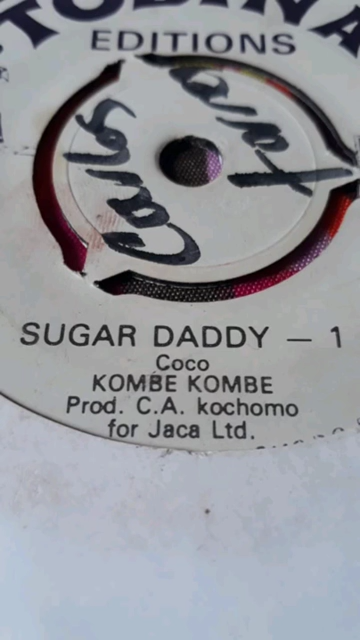 EDITIONS
Carlos
SUGAR DADDY — 1
Coco
KOMBE KOMBE
Prod. C.A. kochomo
for Jaca Ltd.